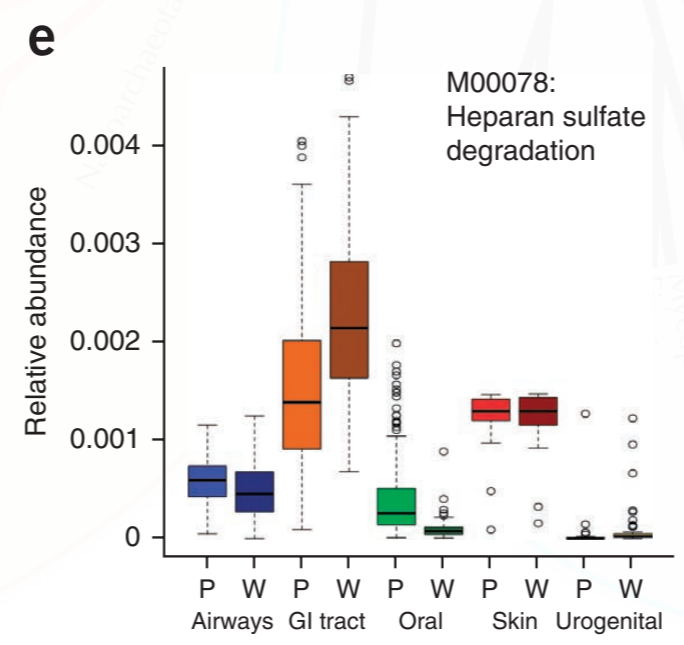 e
M00078:
Heparan sulfate
degradation
Relative abundance
0.004
0.003
0.002
0.001
0
P W P W P W P W P W
Airways GI tract Oral Skin Urogenital